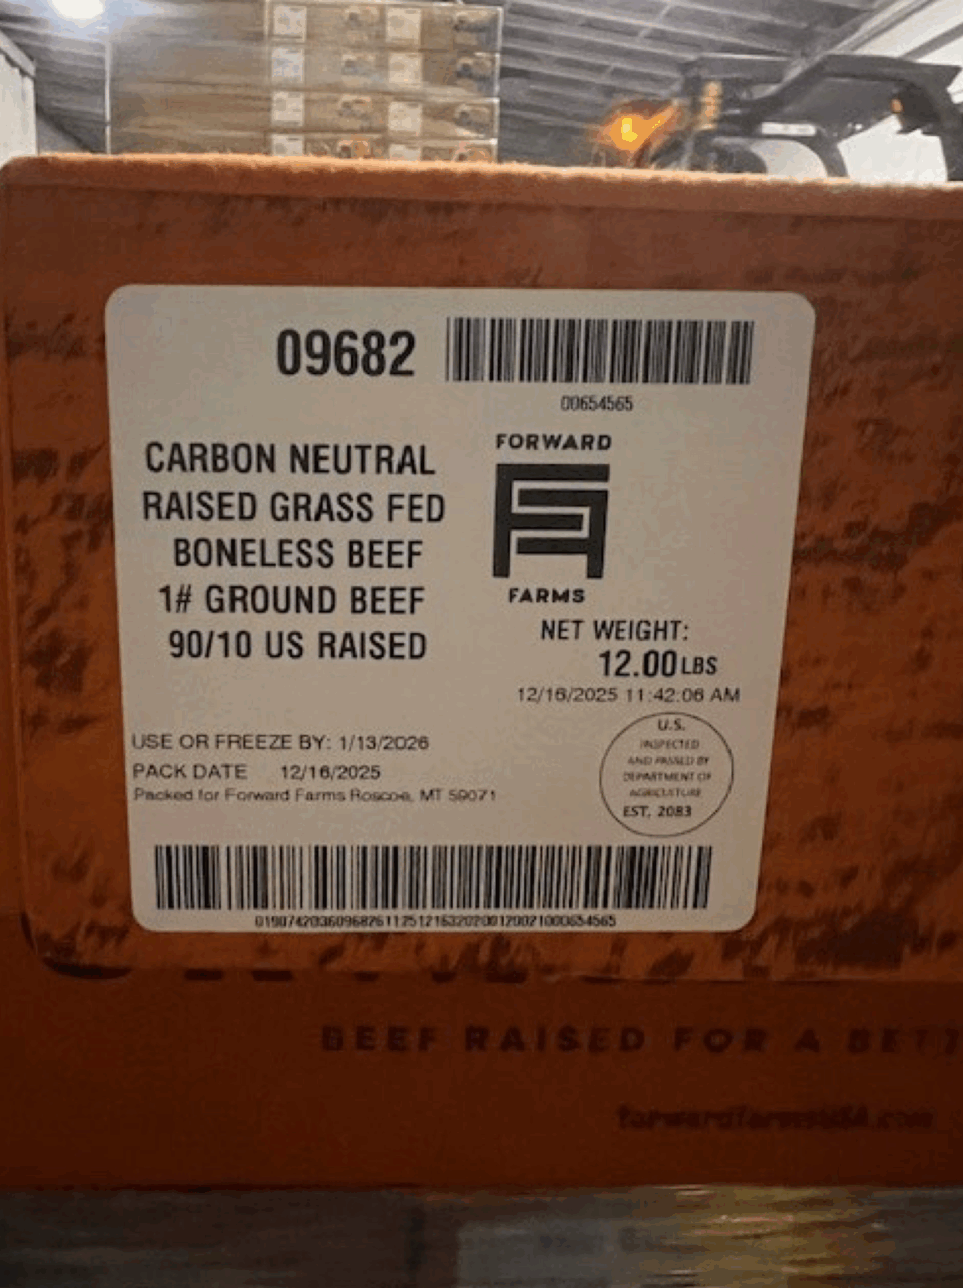 09682
00654565
CARBON NEUTRAL
RAISED GRASS FED
BONELESS BEEF
1# GROUND BEEF
90/10 US RAISED
FORWARD
FARMS
NET WEIGHT:
12.00 LBS
12/16/2025 11:42:06 AM
USE OR FREEZE BY: 1/13/2026
PACK DATE 12/16/2025
Packed for Forward Farms Roscoe, MT 59071
U.S.
INSPECTED
AND PASSED BY
DEPARTMENT OF
AGRICULTURE
EST. 2083
BEEF RAISED FOR A